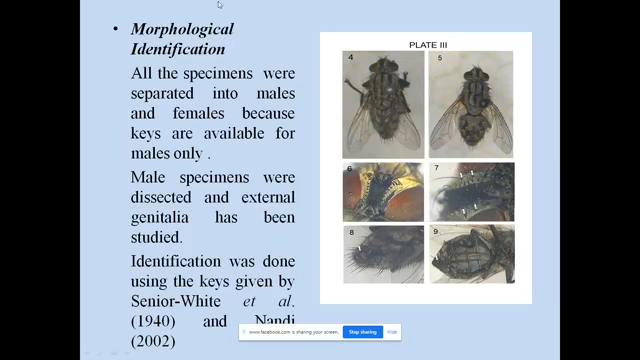 • Morphological
Identification
All the specimens were
separated into males
and females because
keys are available for
males only .
Male specimens were
dissected and external
genitalia has been
studied.
Identification was done
using the keys given by
Senior-White et al.
(1940) and Nandi
(2002)
PLATE III
4
5
6
7
8
9
www.facebook.com is sharing your screen.
Stop sharing
Hide